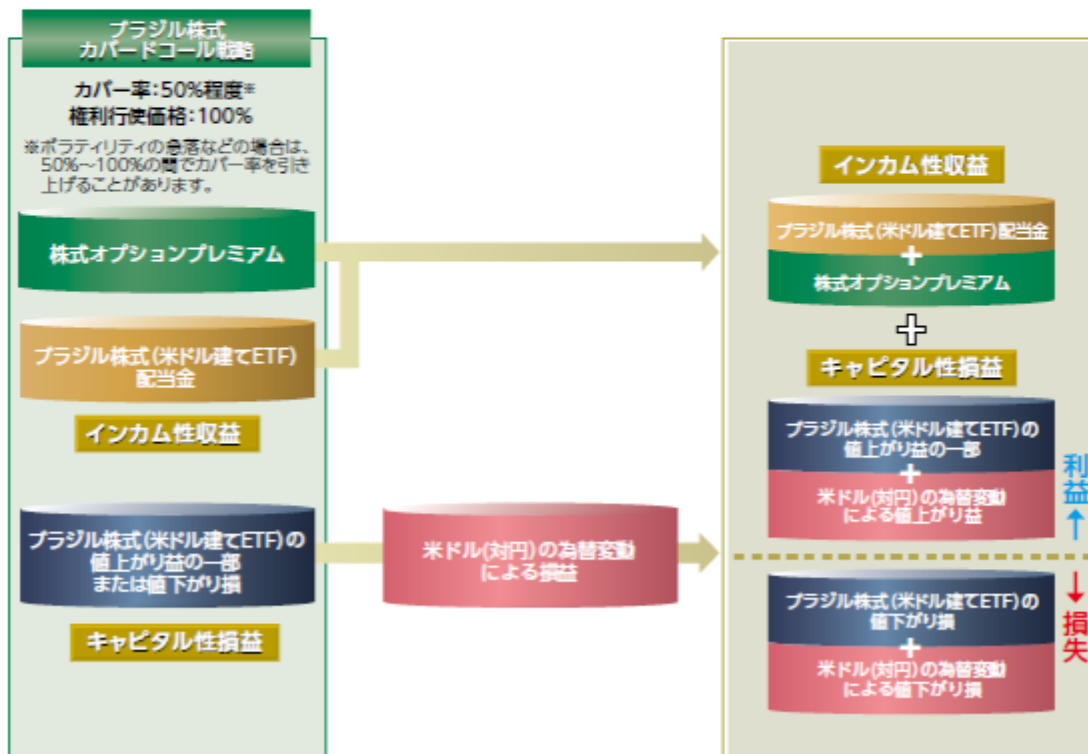 ブラジル株式
カバードコール戦略
カバー率:50%程度※
権利行使価格:100%
※ボラティリティの急落などの場合は、
50%~100%の間でカバー率を引き
上げることがあります。
株式オプションプレミアム
ブラジル株式(米ドル建てETF)
配当金
インカム性収益
ブラジル株式(米ドル建てETF)の
値上がり益の一部
または値下がり損
キャピタル性損益
米ドル(対円)の為替変動
による損益
インカム性収益
ブラジル株式(米ドル建てETF)配当金
+
株式オプションプレミアム
+
キャピタル性損益
ブラジル株式(米ドル建てETF)の
値上がり益の一部
+
米ドル(対円)の為替変動
による値上がり益
利益↑
ブラジル株式(米ドル建てETF)の
値下がり損
+
米ドル(対円)の為替変動
による値下がり損
↓損失